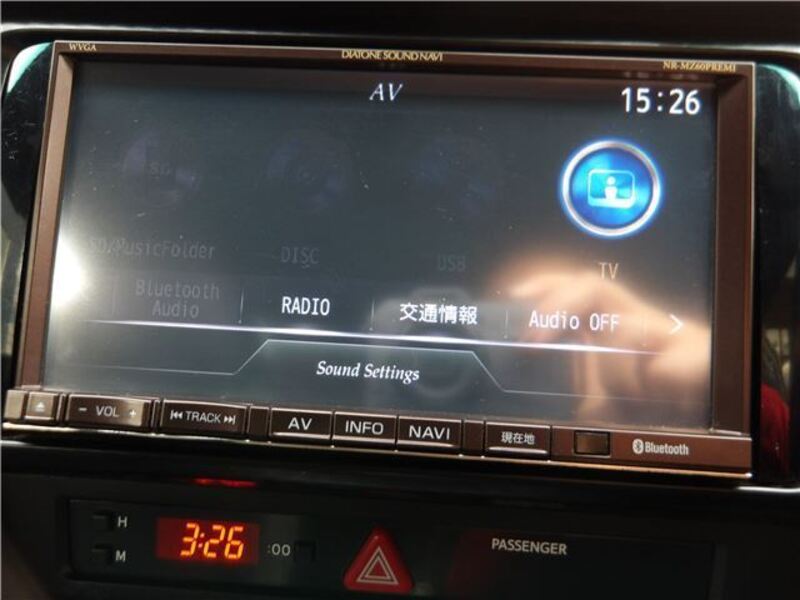 WVGA
DIATONE SOUND NAVI
NR-MZ60PREMI
AV
15:26
SD/MusicFolder
DISC
USB
TV
Bluetooth Audio
RADIO
交通情報
Audio OFF
>
Sound Settings
- VOL +
TRACK
AV
INFO
NAVI
現在地
Bluetooth
H
M
3:26
:00
PASSENGER